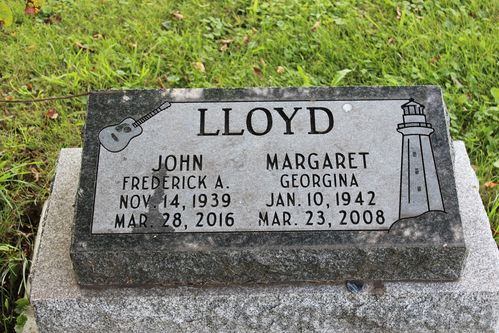 LLOYD
JOHN
FREDERICK A.
NOV. 14, 1939
MAR. 28, 2016
MARGARET
GEORGINA
JAN. 10, 1942
MAR. 23, 2008